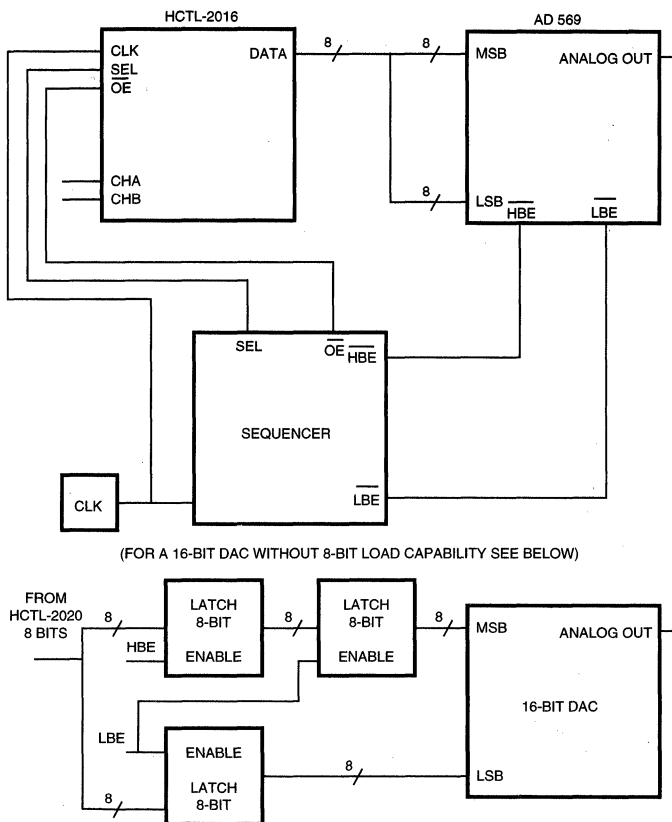 HCTL-2016
AD 569
CLK
SEL
OE
DATA
8
8
MSB
ANALOG OUT
CHA
CHB
8
LSB
HBE
LBE
SEL
OE
HBE
SEQUENCER
LBE
CLK
(FOR A 16-BIT DAC WITHOUT 8-BIT LOAD CAPABILITY SEE BELOW)
FROM
HCTL-2020
8 BITS
8
HBE
LATCH
8-BIT
ENABLE
8
LATCH
8-BIT
ENABLE
8
MSB
ANALOG OUT
16-BIT DAC
LBE
ENABLE
LATCH
8-BIT
8
8
LSB